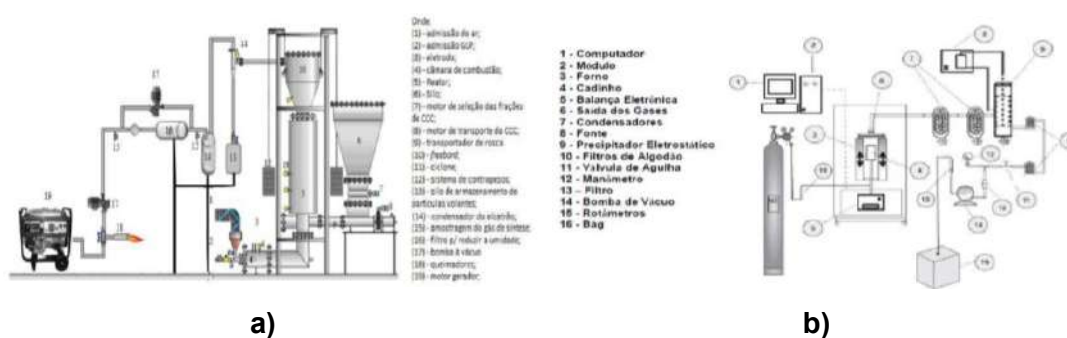 Onde
(1) - admissão de ar;
(2) - admissão GLP;
(3) - eletrodo;
(4) - câmara de combustão;
(5) - Reator;
(6) - Silo;
(7) - motor de seleção das frações
de CCC;
(8) - motor de transporte do CCC;
(9) - transportador de rosca
(10) - freebord;
(11) - ciclone;
(12) - sistema de contrapesos;
(13) - silo de armazenamento de
partículas volantes;
(14) - condensador do alcatrão;
(15) - amostragem do gás de síntese;
(16) - filtro p/ reduzir a umidade;
(17) - bomba à vácuo
(18) - queimadores;
(19) - motor gerador;
1 - Computador
2 - Modulo
3 - Forno
4 - Cadinho
5 - Balança Eletrônica
6 - Saída dos Gases
7 - Condensadores
8 - Fonte
9 - Precipitador Eletrostático
10 - Filtros de Algodão
11 - Válvula de Agulha
12 - Manômetro
13 - Filtro
14 - Bomba de Vácuo
15 - Rotâmetros
16 - Bag
a)
b)